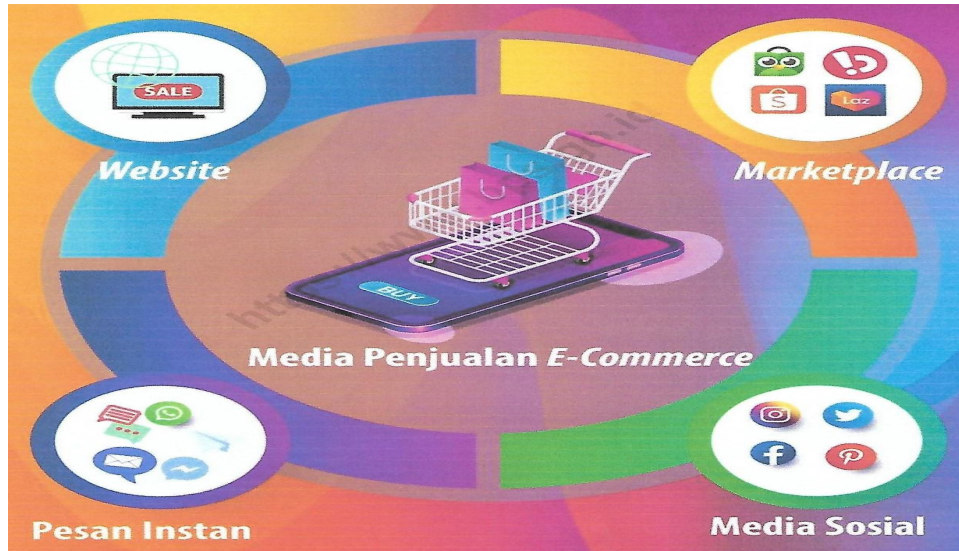 SALE
Website
Laz
Marketplace
BUY
Media Penjualan E-Commerce
Pesan Instan
Media Sosial